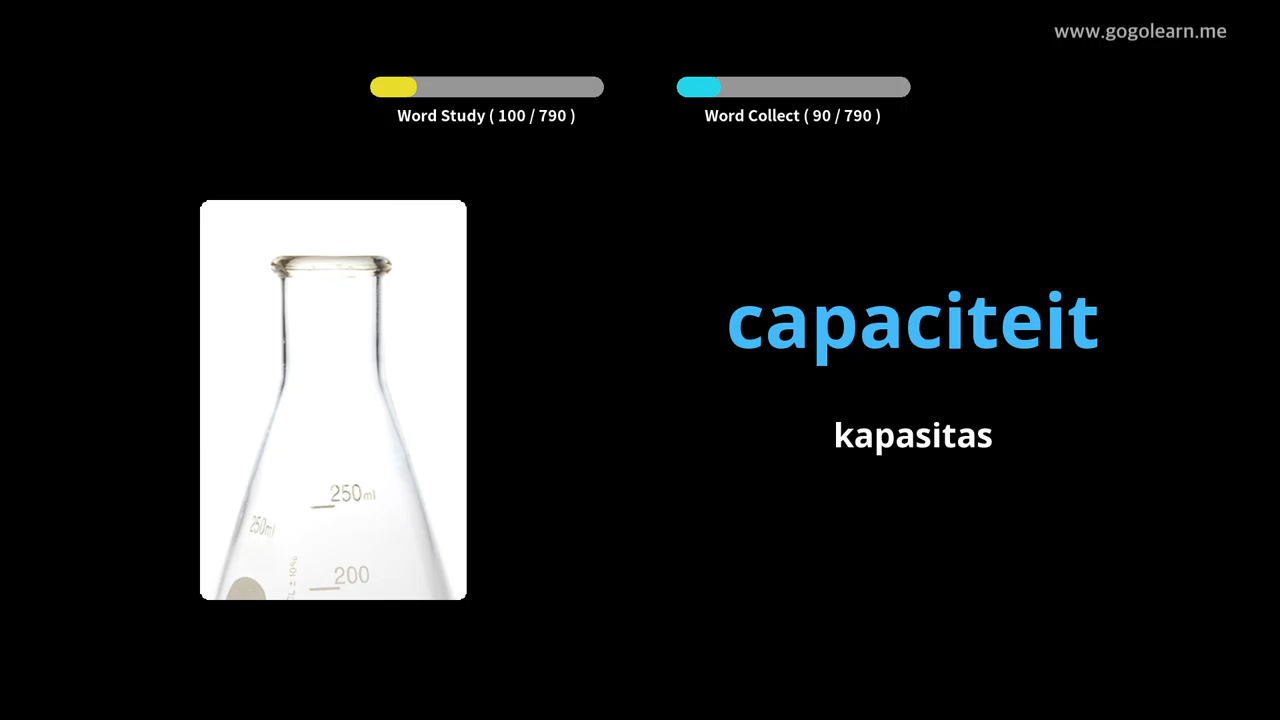 www.gogolearn.me
Word Study ( 100 / 790 )
Word Collect ( 90 / 790 )
capaciteit
kapasitas
250ml
250ml
200